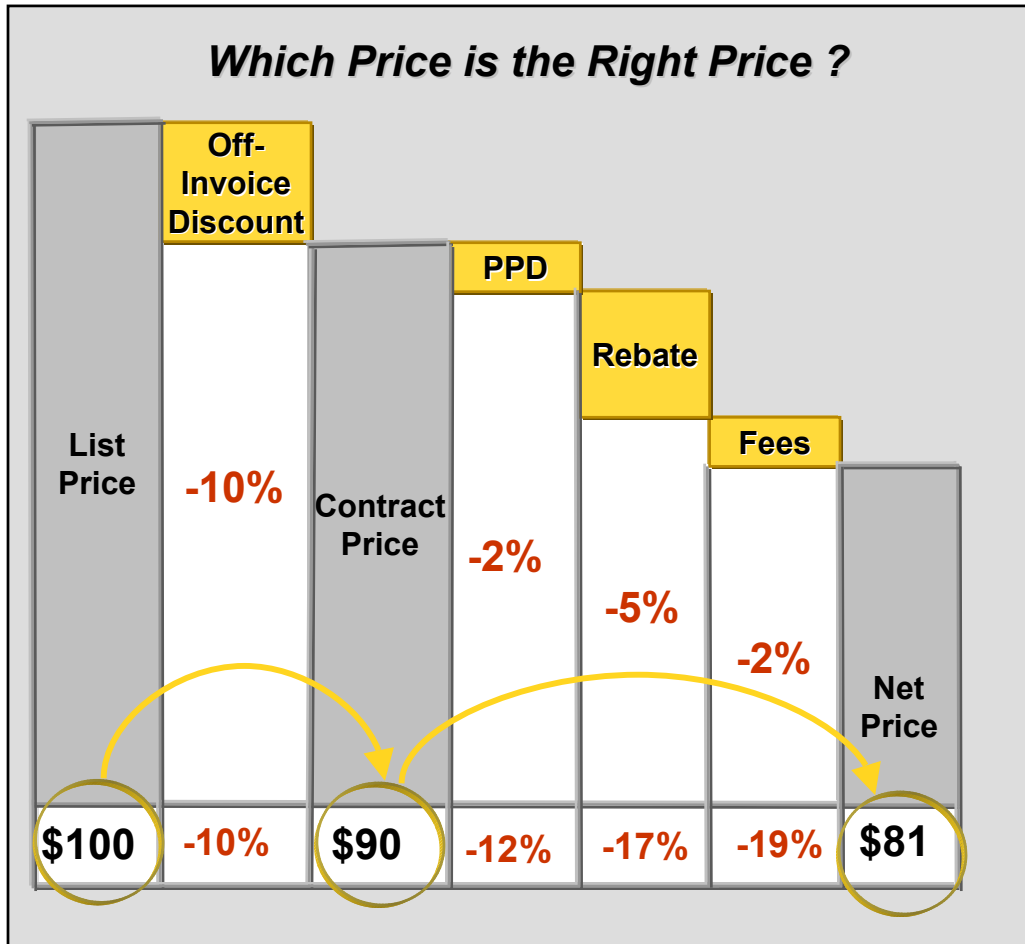 Which Price is the Right Price ?
Off-
Invoice
Discount
PPD
Rebate
Fees
List
Price
-10%
Contract
Price
-2%
-5%
-2%
Net
Price
$100
-10%
$90
-12%
-17%
-19%
$81